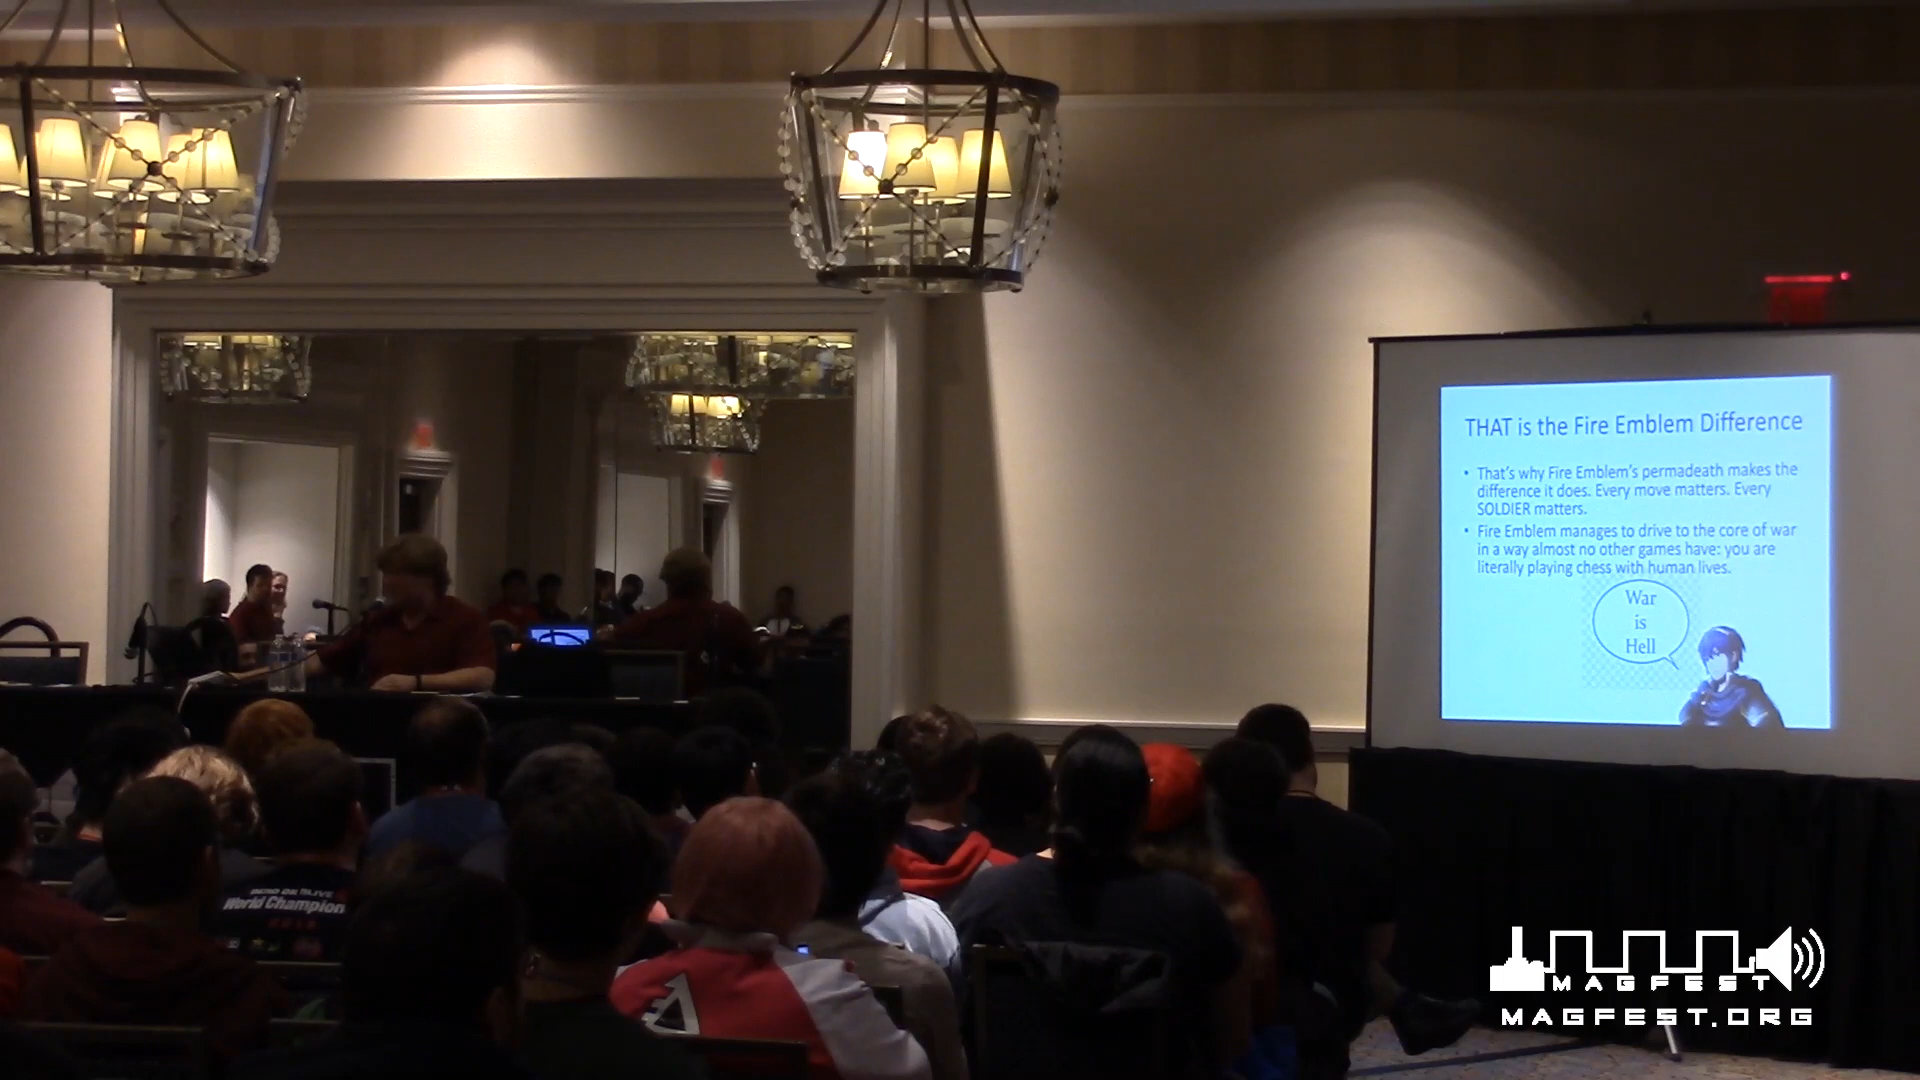 THAT is the Fire Emblem Difference
• That's why Fire Emblem's permadeath makes the
difference it does. Every move matters. Every
SOLDIER matters.
• Fire Emblem manages to drive to the core of war
in a way almost no other games have: you are
literally playing chess with human lives.
War
is
Hell
World Champion
MAGFEST
MAGFEST.ORG